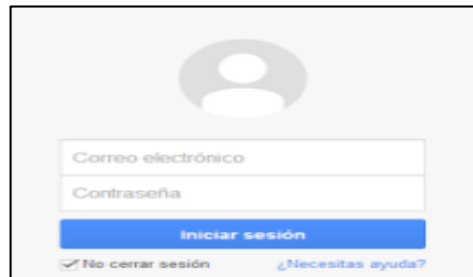 Correo electrónico
Contraseña
Iniciar sesión
No cerrar sesión ¿Necesitas ayuda?